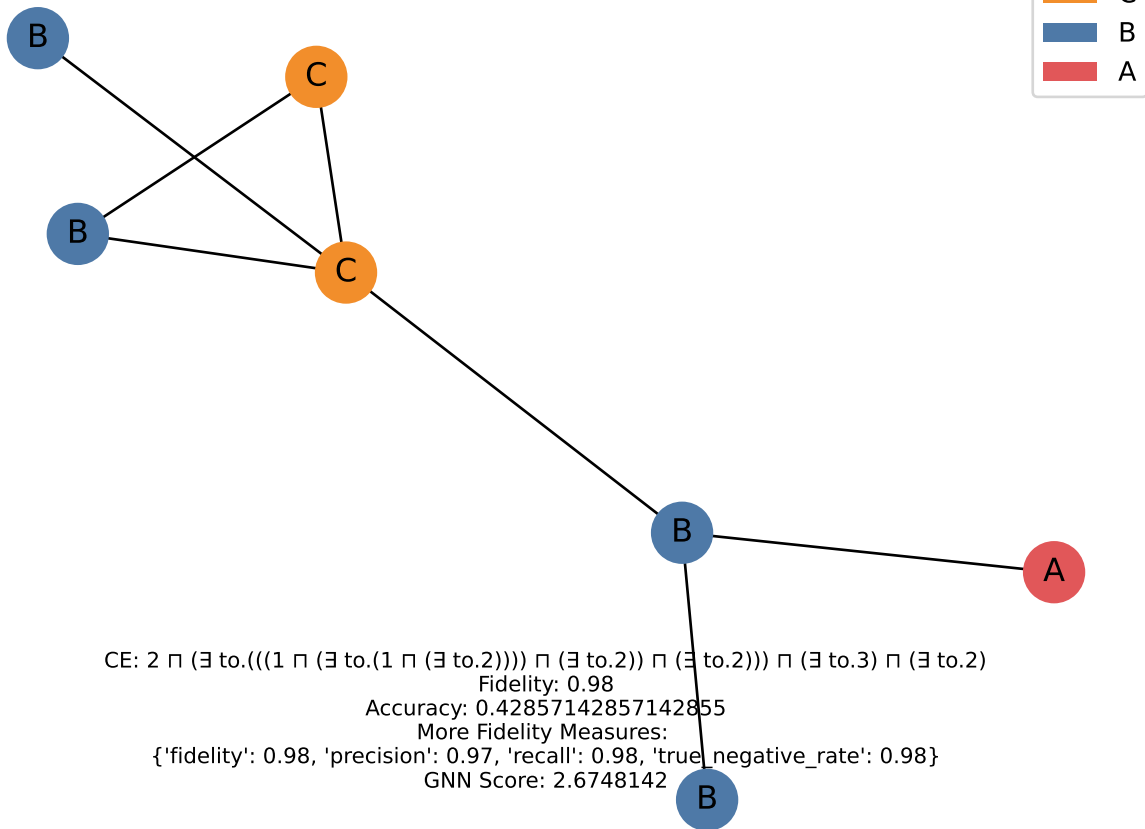 B
C
C
B
A
B
C
B
A
CE: 2 ⊓ (∃ to.(((1 ⊓ (∃ to.(1 ⊓ (∃ to.2)))) ⊓ (∃ to.2)) ⊓ (∃ to.2))) ⊓ (∃ to.3) ⊓ (∃ to.2)
Fidelity: 0.98
Accuracy: 0.42857142857142855
More Fidelity Measures:
{'fidelity': 0.98, 'precision': 0.97, 'recall': 0.98, 'true_negative_rate': 0.98}
GNN Score: 2.6748142
B